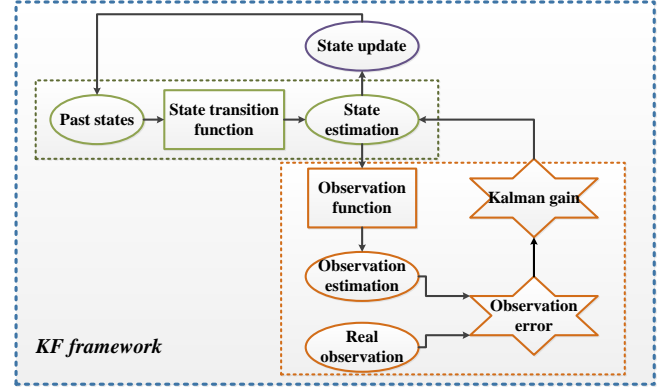 State update
Past states
State transition
function
State
estimation
Observation
function
Kalman gain
Observation
estimation
Observation
error
Real
observation
KF framework